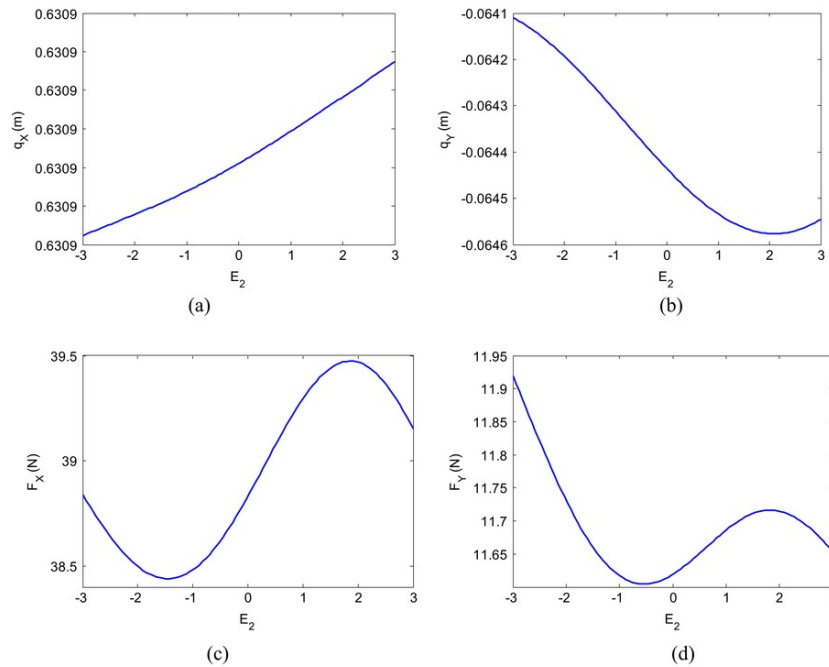 0.6309
0.6309
0.6309
0.6309
0.6309
0.6309
0.6309
q_X (m)
-3 -2 -1 0 1 2 3
E_2
(a)
-0.0641
-0.0642
-0.0643
-0.0644
-0.0645
-0.0646
q_Y (m)
-3 -2 -1 0 1 2 3
E_2
(b)
39.5
39
38.5
F_X (N)
-3 -2 -1 0 1 2 3
E_2
(c)
11.95
11.9
11.85
11.8
11.75
11.7
11.65
F_Y (N)
-3 -2 -1 0 1 2
E_2
(d)